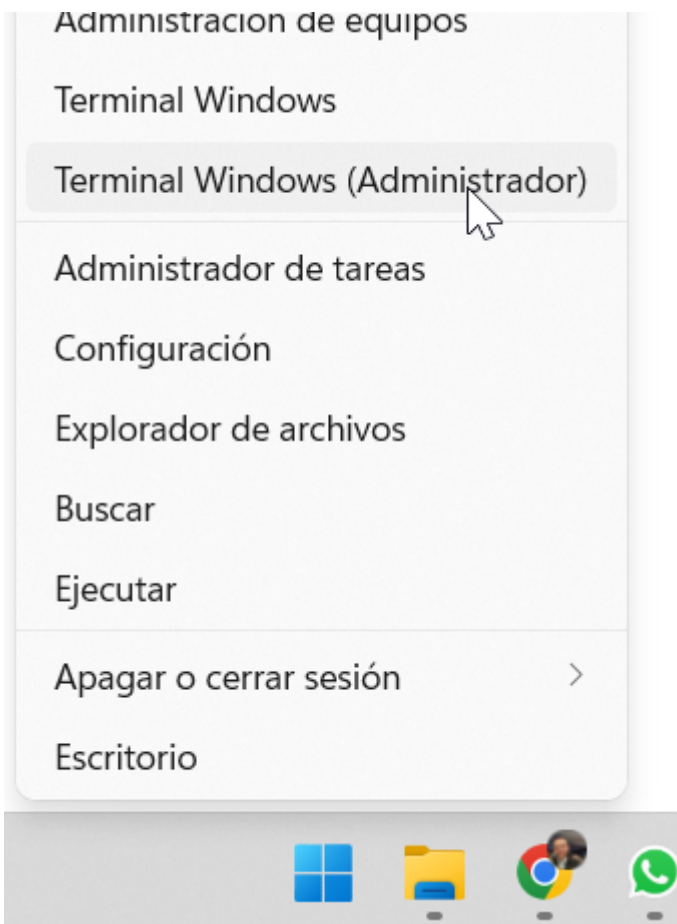 Administración de equipos
Terminal Windows
Terminal Windows (Administrador)
Administrador de tareas
Configuración
Explorador de archivos
Buscar
Ejecutar
Apagar o cerrar sesión
Escritorio